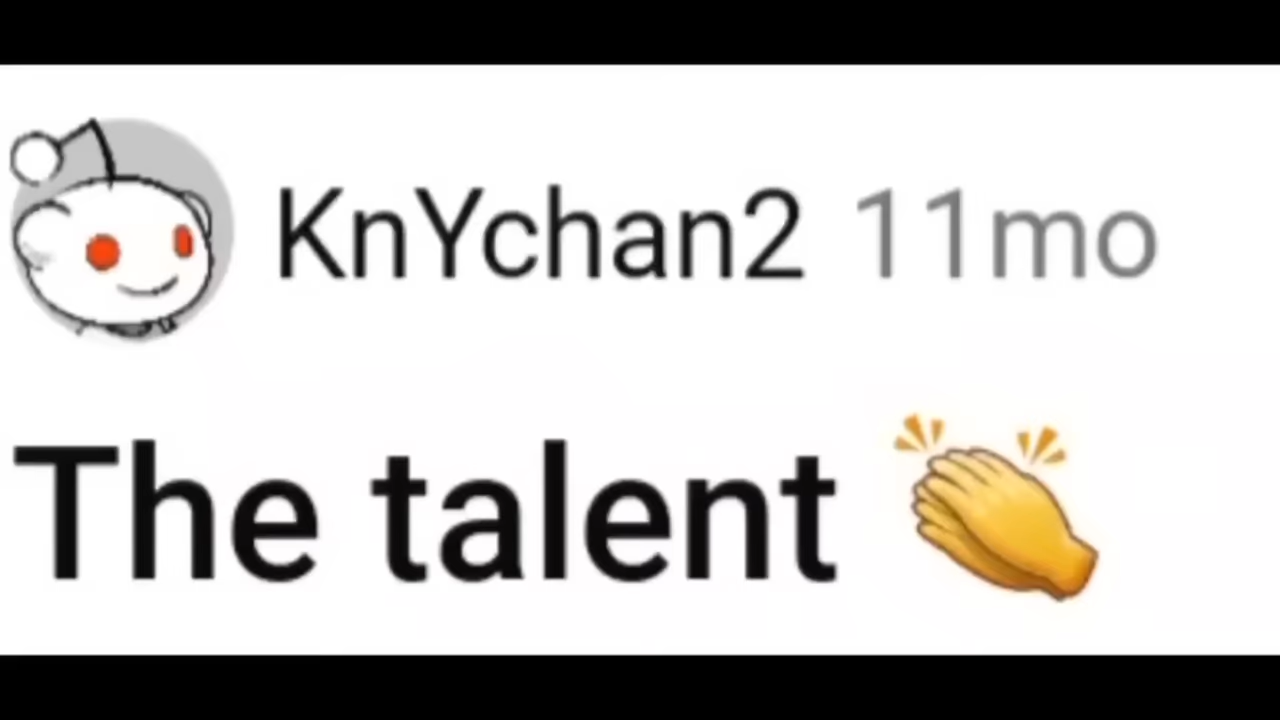 KnYchan2 11mo
The talent 👏